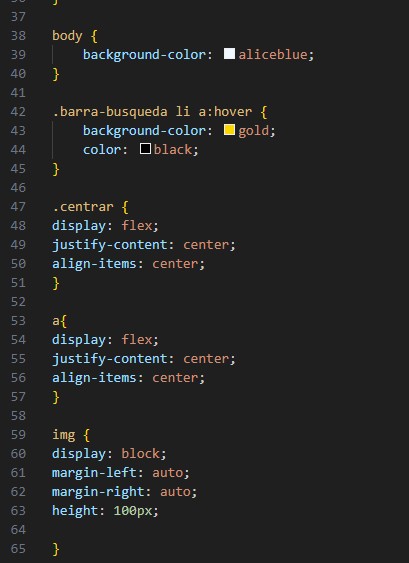 37
38 body {
39     background-color: aliceblue;
40 }
41
42 .barra-busqueda li a:hover {
43     background-color: gold;
44     color: black;
45 }
46
47 .centrar {
48 display: flex;
49 justify-content: center;
50 align-items: center;
51 }
52
53 a{
54 display: flex;
55 justify-content: center;
56 align-items: center;
57 }
58
59 img {
60 display: block;
61 margin-left: auto;
62 margin-right: auto;
63 height: 100px;
64
65 }